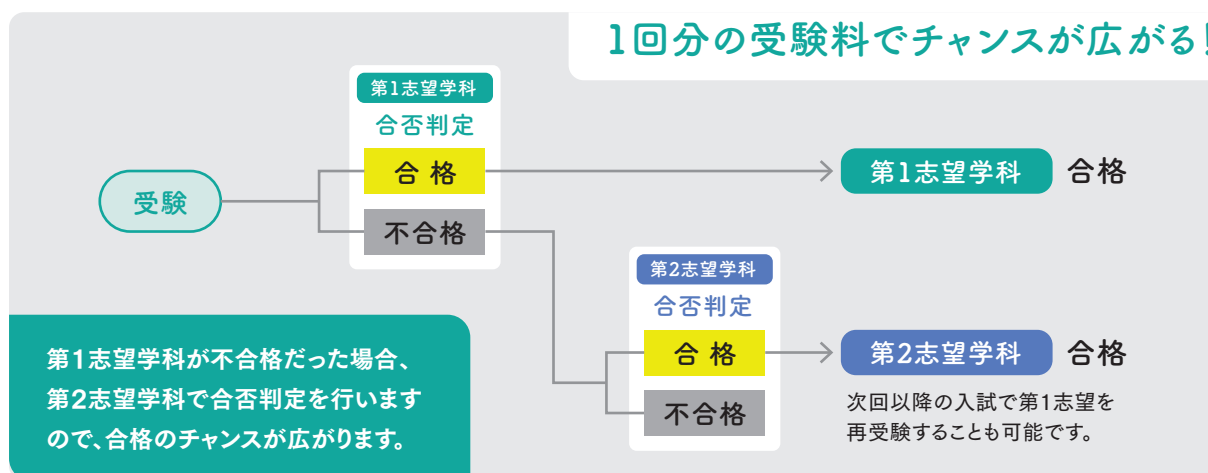 1回分の受験料でチャンスが広がる!
第1志望学科
合否判定
合格
不合格
受験
第1志望学科 合格
第2志望学科
合否判定
合格
不合格
第2志望学科 合格
次回以降の入試で第1志望を
再受験することも可能です。
第1志望学科が不合格だった場合、
第2志望学科で合否判定を行います
ので、合格のチャンスが広がります。